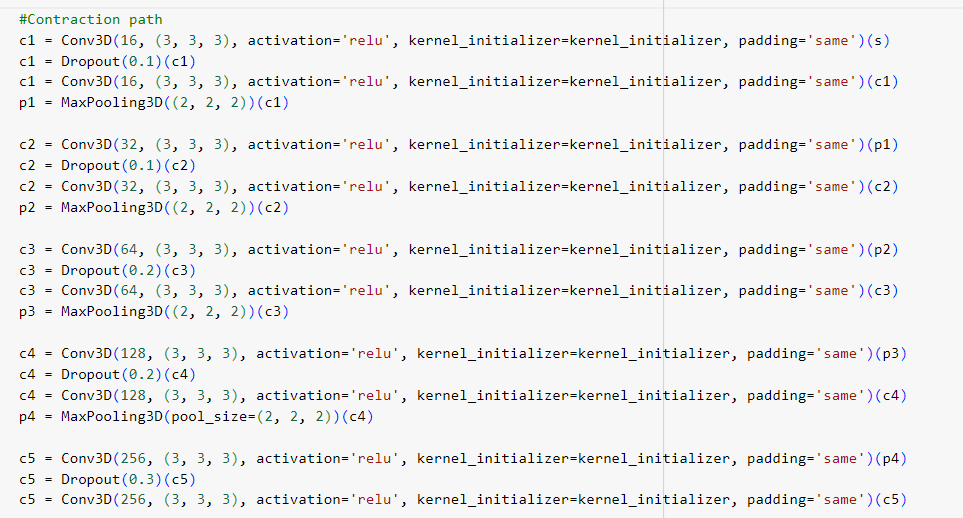 #Contraction path
c1 = Conv3D(16, (3, 3, 3), activation='relu', kernel_initializer=kernel_initializer, padding='same')(s)
c1 = Dropout(0.1)(c1)
c1 = Conv3D(16, (3, 3, 3), activation='relu', kernel_initializer=kernel_initializer, padding='same')(c1)
p1 = MaxPooling3D((2, 2, 2))(c1)

c2 = Conv3D(32, (3, 3, 3), activation='relu', kernel_initializer=kernel_initializer, padding='same')(p1)
c2 = Dropout(0.1)(c2)
c2 = Conv3D(32, (3, 3, 3), activation='relu', kernel_initializer=kernel_initializer, padding='same')(c2)
p2 = MaxPooling3D((2, 2, 2))(c2)

c3 = Conv3D(64, (3, 3, 3), activation='relu', kernel_initializer=kernel_initializer, padding='same')(p2)
c3 = Dropout(0.2)(c3)
c3 = Conv3D(64, (3, 3, 3), activation='relu', kernel_initializer=kernel_initializer, padding='same')(c3)
p3 = MaxPooling3D((2, 2, 2))(c3)

c4 = Conv3D(128, (3, 3, 3), activation='relu', kernel_initializer=kernel_initializer, padding='same')(p3)
c4 = Dropout(0.2)(c4)
c4 = Conv3D(128, (3, 3, 3), activation='relu', kernel_initializer=kernel_initializer, padding='same')(c4)
p4 = MaxPooling3D(pool_size=(2, 2, 2))(c4)

c5 = Conv3D(256, (3, 3, 3), activation='relu', kernel_initializer=kernel_initializer, padding='same')(p4)
c5 = Dropout(0.3)(c5)
c5 = Conv3D(256, (3, 3, 3), activation='relu', kernel_initializer=kernel_initializer, padding='same')(c5)